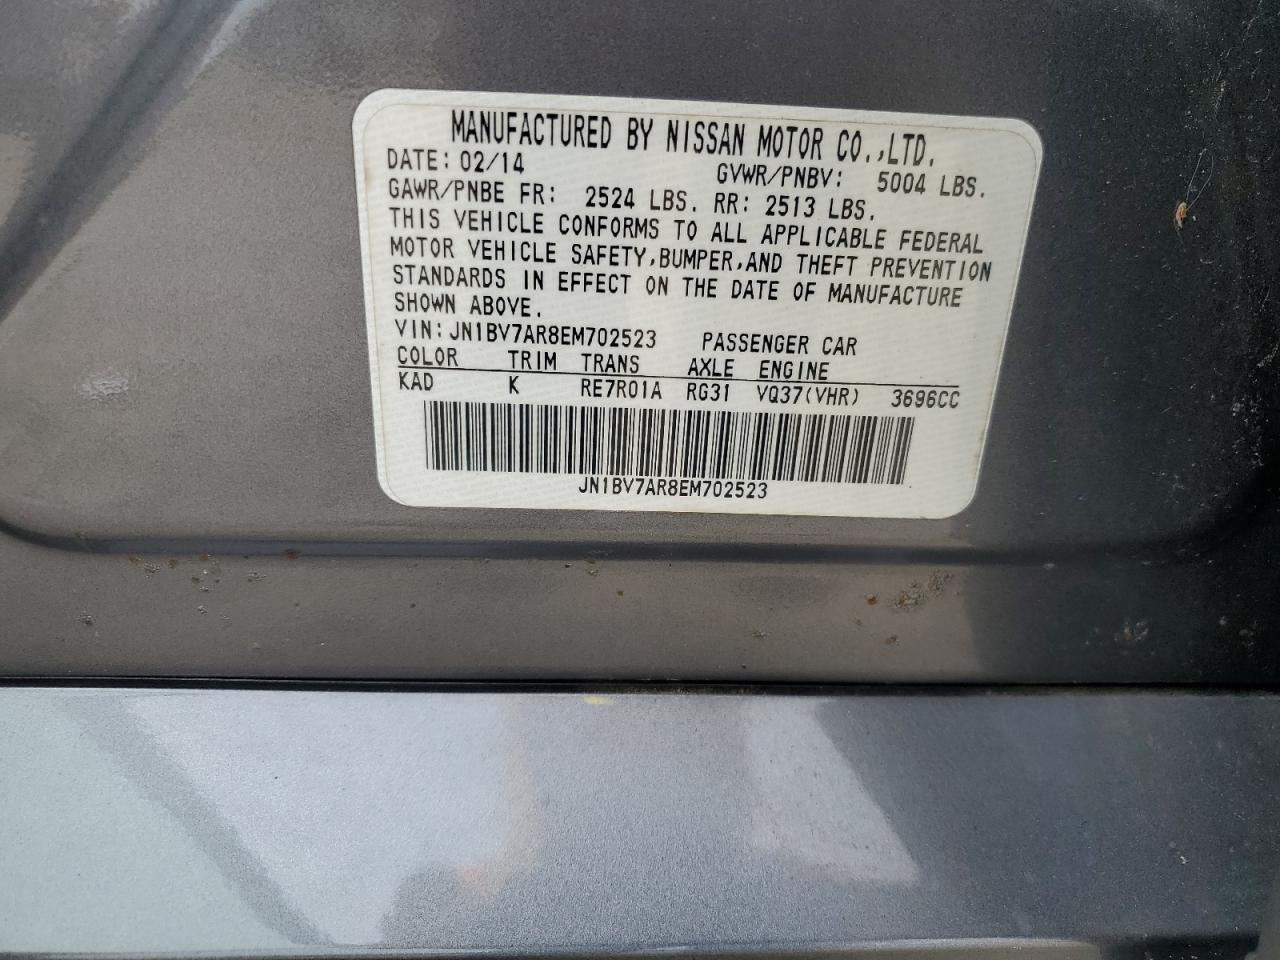 MANUFACTURED BY NISSAN MOTOR CO.,LTD.
DATE: 02/14 GVWR/PNBV: 5004 LBS.
GAWR/PNBE FR: 2524 LBS. RR: 2513 LBS.
THIS VEHICLE CONFORMS TO ALL APPLICABLE FEDERAL
MOTOR VEHICLE SAFETY,BUMPER,AND THEFT PREVENTION
STANDARDS IN EFFECT ON THE DATE OF MANUFACTURE
SHOWN ABOVE.
VIN: JN1BV7AR8EM702523 PASSENGER CAR
COLOR TRIM TRANS AXLE ENGINE
KAD K RE7R01A RG31 VQ37(VHR) 3696CC
JN1BV7AR8EM702523